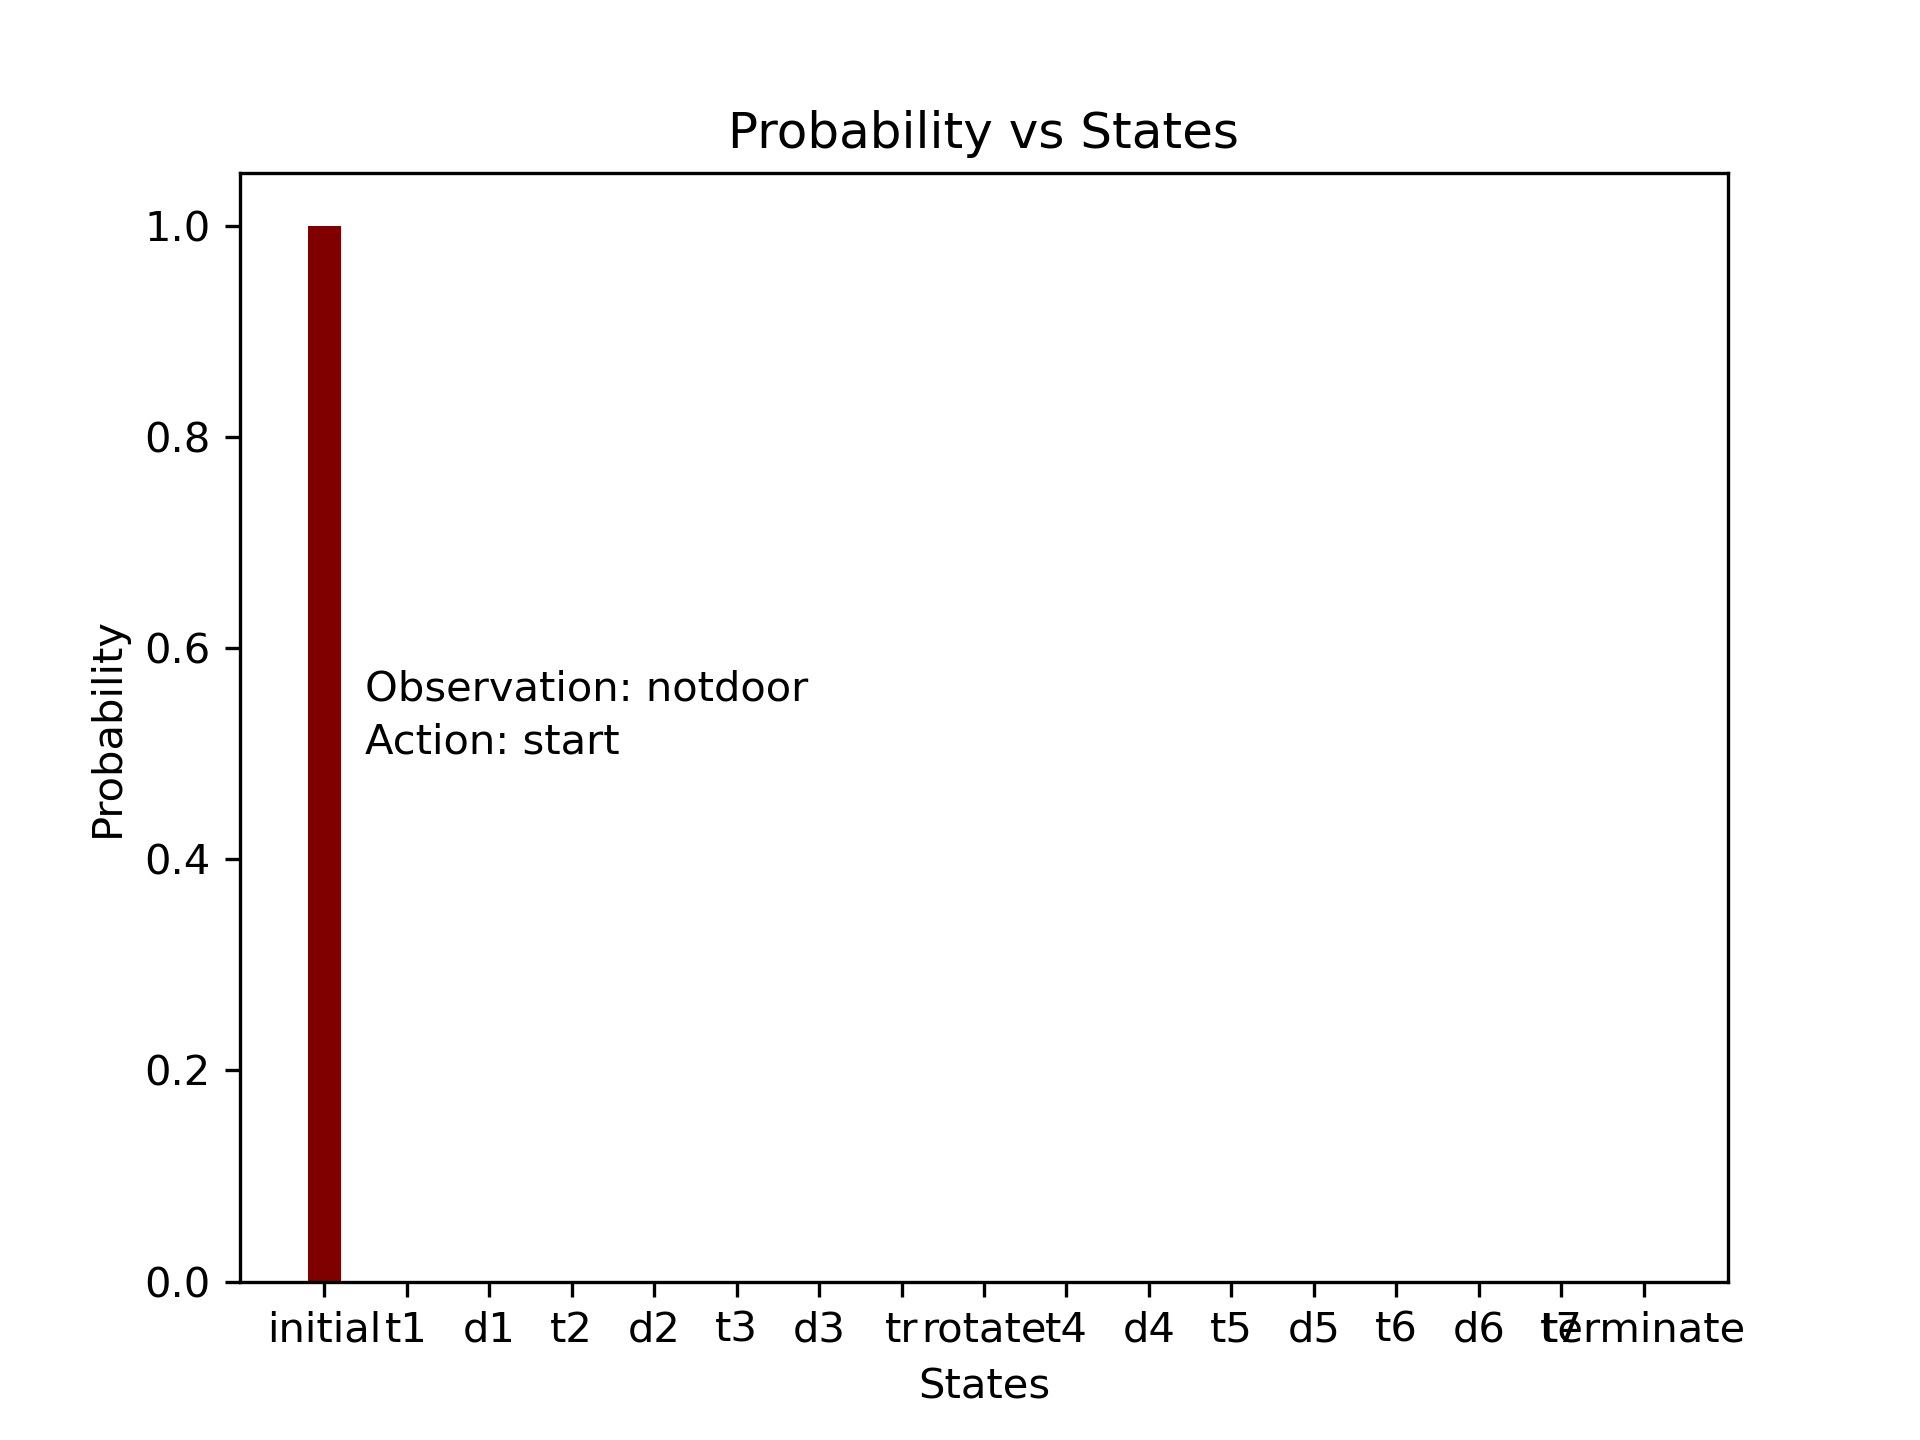 Probability vs States
1.0
0.8
0.6
0.4
0.2
0.0
Probability
Observation: notdoor
Action: start
initial t1 d1 t2 d2 t3 d3 tr rotate t4 d4 t5 d5 t6 d6 t7 terminate
States